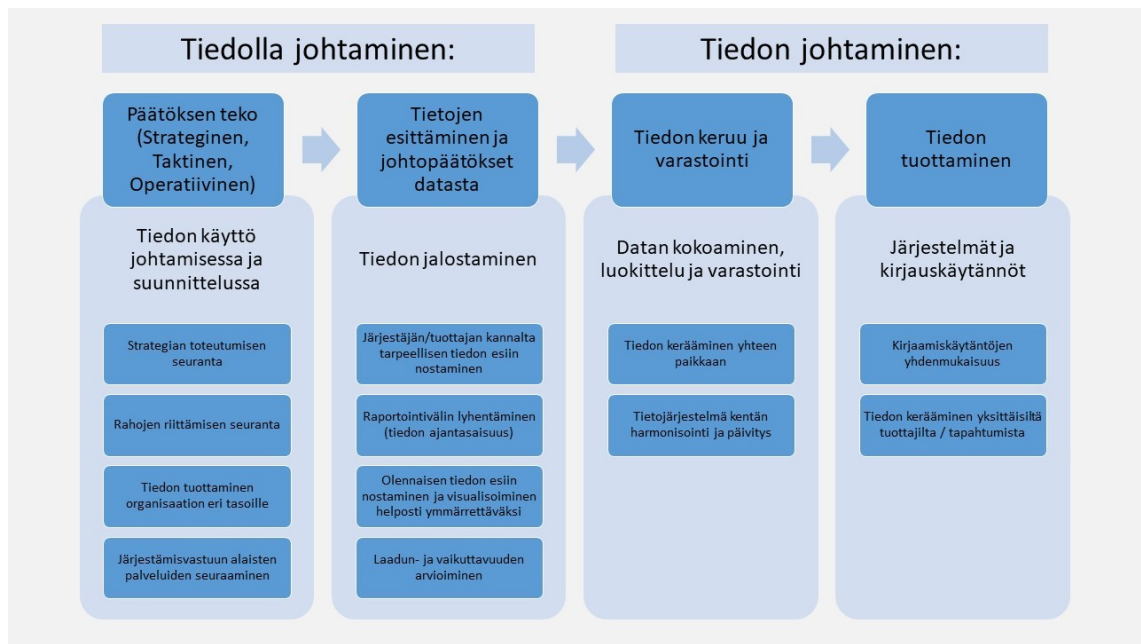 Tiedolla johtaminen:
Tiedon johtaminen:
Päätöksen teko
(Strateginen,
Taktinen,
Operatiivinen)
Tiedon käyttö
johtamisessa ja
suunnittelussa
Strategian toteutumisen
seuranta
Rahojen riittämisen seuranta
Tiedon tuottaminen
organisaation eri tasoille
Järjestämisvastuun alaisten
palveluiden seuraaminen
Tietojen
esittäminen ja
johtopäätökset
datasta
Tiedon jalostaminen
Järjestäjän/tuottajan kannalta
tarpeellisen tiedon esiin
nostaminen
Raportointivälin lyhentäminen
(tiedon ajantasaisuus)
Olennaisen tiedon esiin
nostaminen ja visualisoiminen
helposti ymmärrettäväksi
Laadun- ja vaikuttavuuden
arvioiminen
Tiedon keruu ja
varastointi
Datan kokoaminen,
luokittelu ja varastointi
Tiedon kerääminen yhteen
paikkaan
Tietojärjestelmä kentän
harmonisointi ja päivitys
Tiedon
tuottaminen
Järjestelmät ja
kirjauskäytännöt
Kirjaamiskäytäntöjen
yhdenmukaisuus
Tiedon kerääminen yksittäisiltä
tuottajilta / tapahtumista